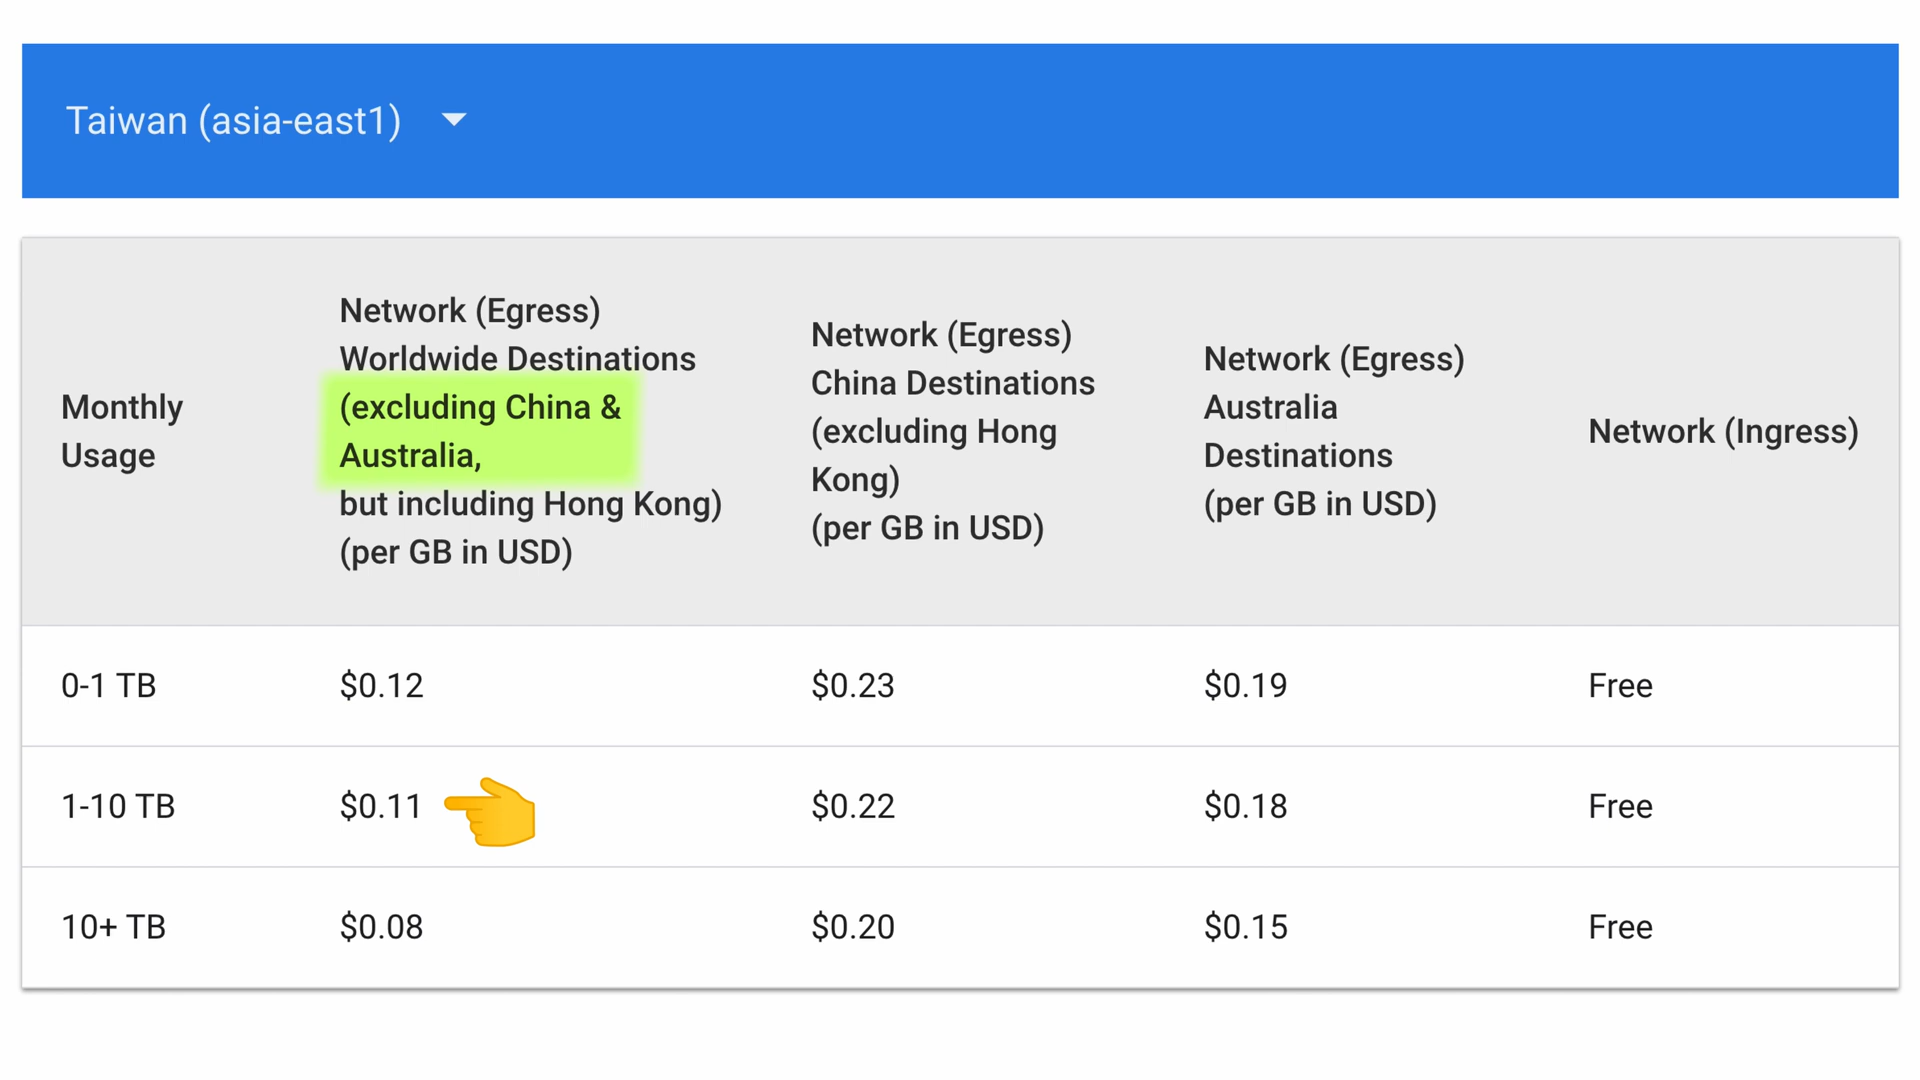 Taiwan (asia-east1)
Monthly
Usage
Network (Egress)
Worldwide Destinations
(excluding China &
Australia,
but including Hong Kong)
(per GB in USD)
Network (Egress)
China Destinations
(excluding Hong
Kong)
(per GB in USD)
Network (Egress)
Australia
Destinations
(per GB in USD)
Network (Ingress)
0-1 TB $0.12 $0.23 $0.19 Free
1-10 TB $0.11 $0.22 $0.18 Free
10+ TB $0.08 $0.20 $0.15 Free